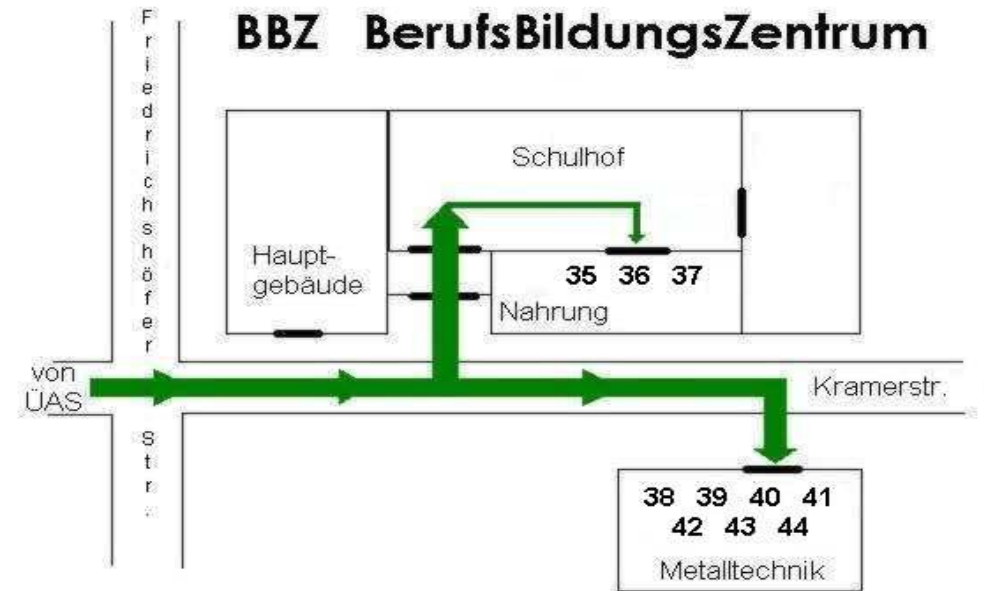 BBZ BerufsBildungsZentrum
Friedrichshöfer Str.
Schulhof
Haupt-
gebäude
35 36 37
Nahrung
von
ÜAS
Kramerstr.
38 39 40 41
42 43 44
Metalltechnik